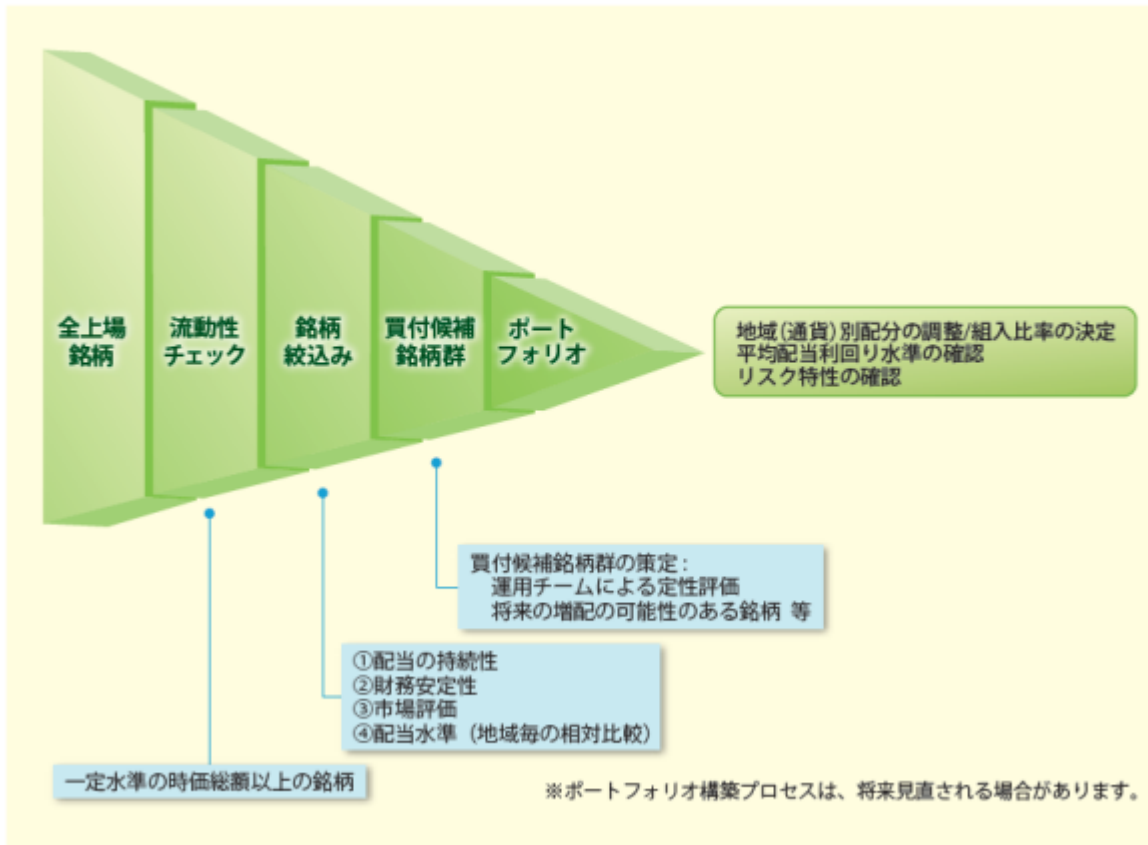 全上場
銘柄
流動性
チェック
銘柄
絞込み
買付候補
銘柄群
ポート
フォリオ
地域(通貨)別配分の調整/組入比率の決定
平均配当利回り水準の確認
リスク特性の確認
買付候補銘柄群の策定:
運用チームによる定性評価
将来の増配の可能性のある銘柄 等
①配当の持続性
②財務安定性
③市場評価
④配当水準（地域毎の相対比較）
一定水準の時価総額以上の銘柄
※ポートフォリオ構築プロセスは、将来見直される場合があります。